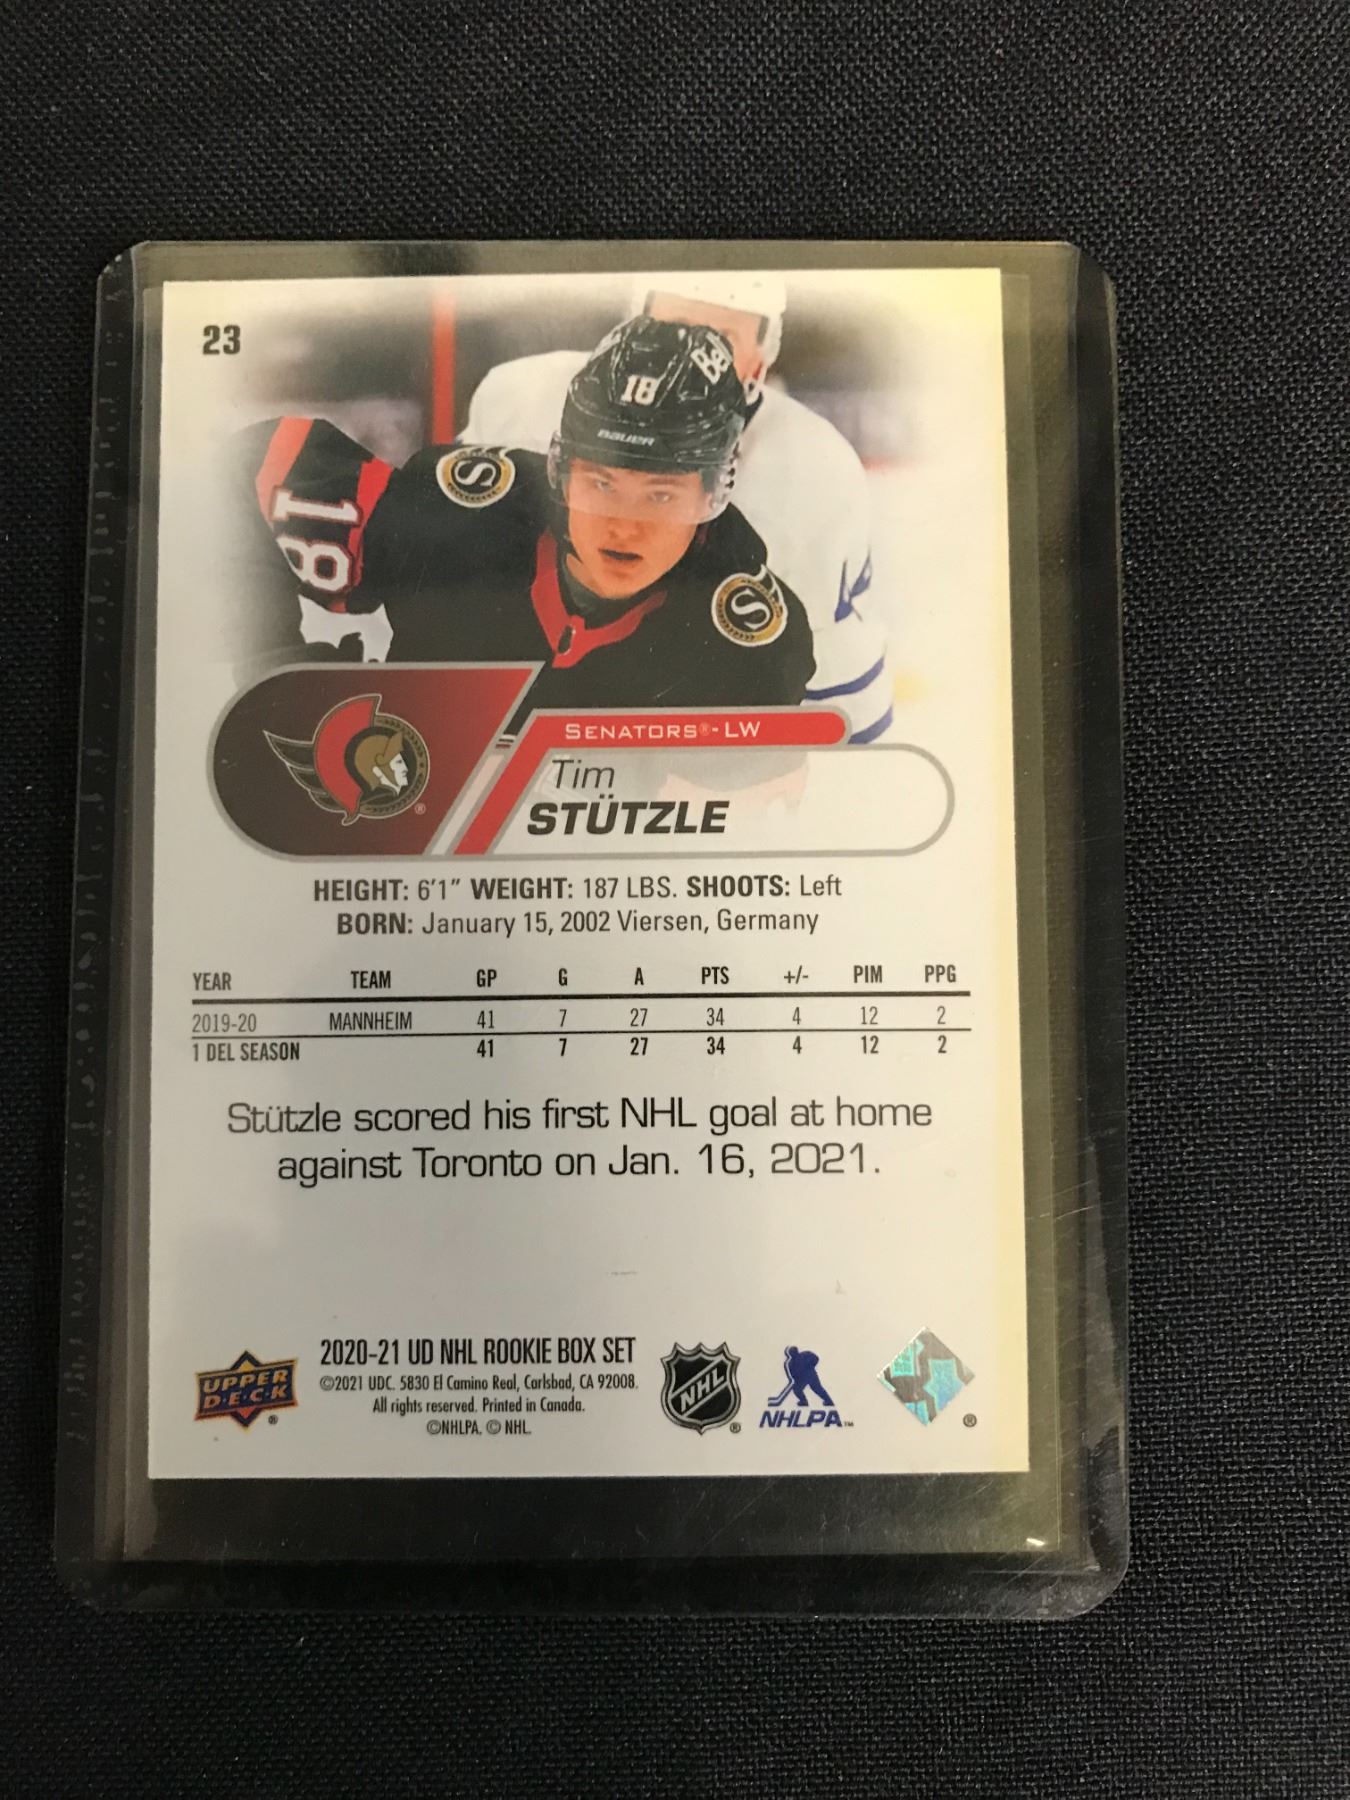 23
18
BAUER
18
S
S
SENATORS®-LW
Tim
STÜTZLE
HEIGHT: 6'1" WEIGHT: 187 LBS. SHOOTS: Left
BORN: January 15, 2002 Viersen, Germany
YEAR TEAM GP G A PTS +/- PIM PPG
2019-20 MANNHEIM 41 7 27 34 4 12 2
1 DEL SEASON 41 7 27 34 4 12 2
Stützle scored his first NHL goal at home
against Toronto on Jan. 16, 2021.
UPPER
D·E·C·K
®
2020-21 UD NHL ROOKIE BOX SET
©2021 UDC. 5830 El Camino Real, Carlsbad, CA 92008.
All rights reserved. Printed in Canada.
©NHLPA. © NHL.
NHL
®
NHLPA™
®